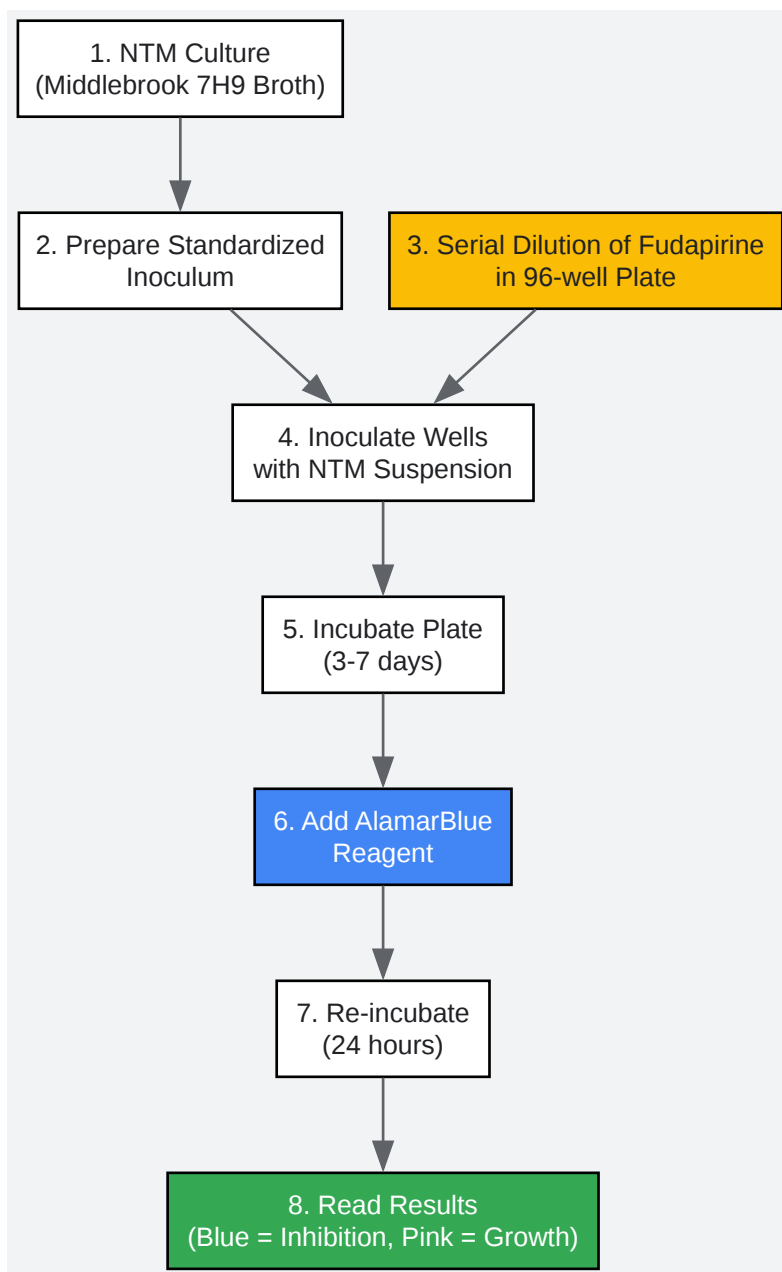 1. NTM Culture
(Middlebrook 7H9 Broth)
2. Prepare Standardized
Inoculum
3. Serial Dilution of Fudapirine
in 96-well Plate
4. Inoculate Wells
with NTM Suspension
5. Incubate Plate
(3-7 days)
6. Add AlamarBlue
Reagent
7. Re-incubate
(24 hours)
8. Read Results
(Blue = Inhibition, Pink = Growth)